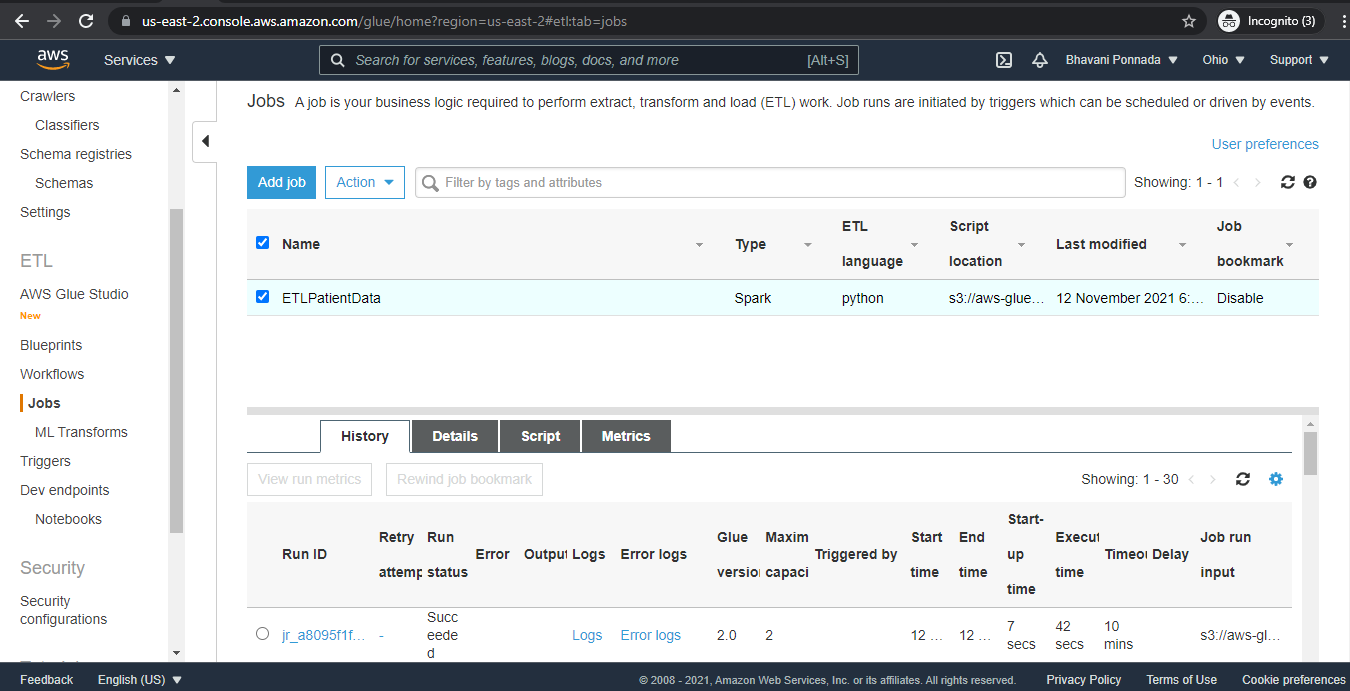 us-east-2.console.aws.amazon.com/glue/home?region=us-east-2#etl:tab=jobs
Incognito (3)
aws
Services
Search for services, features, blogs, docs, and more
[Alt+S]
Bhavani Ponnada
Ohio
Support
Crawlers
Classifiers
Schema registries
Schemas
Settings
ETL
AWS Glue Studio
New
Blueprints
Workflows
Jobs
ML Transforms
Triggers
Dev endpoints
Notebooks
Security
Security
configurations
Jobs A job is your business logic required to perform extract, transform and load (ETL) work. Job runs are initiated by triggers which can be scheduled or driven by events.
User preferences
Add job
Action
Filter by tags and attributes
Showing: 1 - 1
Name
Type
ETL
language
Script
location
Last modified
Job
bookmark
ETLPatientData
Spark
python
s3://aws-glue...
12 November 2021 6:...
Disable
History
Details
Script
Metrics
View run metrics
Rewind job bookmark
Showing: 1 - 30
Run ID
Retry
attemp
Run
status
Error
Output
Logs
Error logs
Glue
versio
Maxim
capaci
Triggered by
Start
time
End
time
Start-
up
time
Execut
time
Timeou
Delay
Job run
input
jr_a8095f1f...
-
Succ
eede
d
Logs
Error logs
2.0
2
12 ...
12 ...
7
secs
42
secs
10
mins
s3://aws-gl...
Feedback
English (US)
© 2008 - 2021, Amazon Web Services, Inc. or its affiliates. All rights reserved.
Privacy Policy
Terms of Use
Cookie preferences